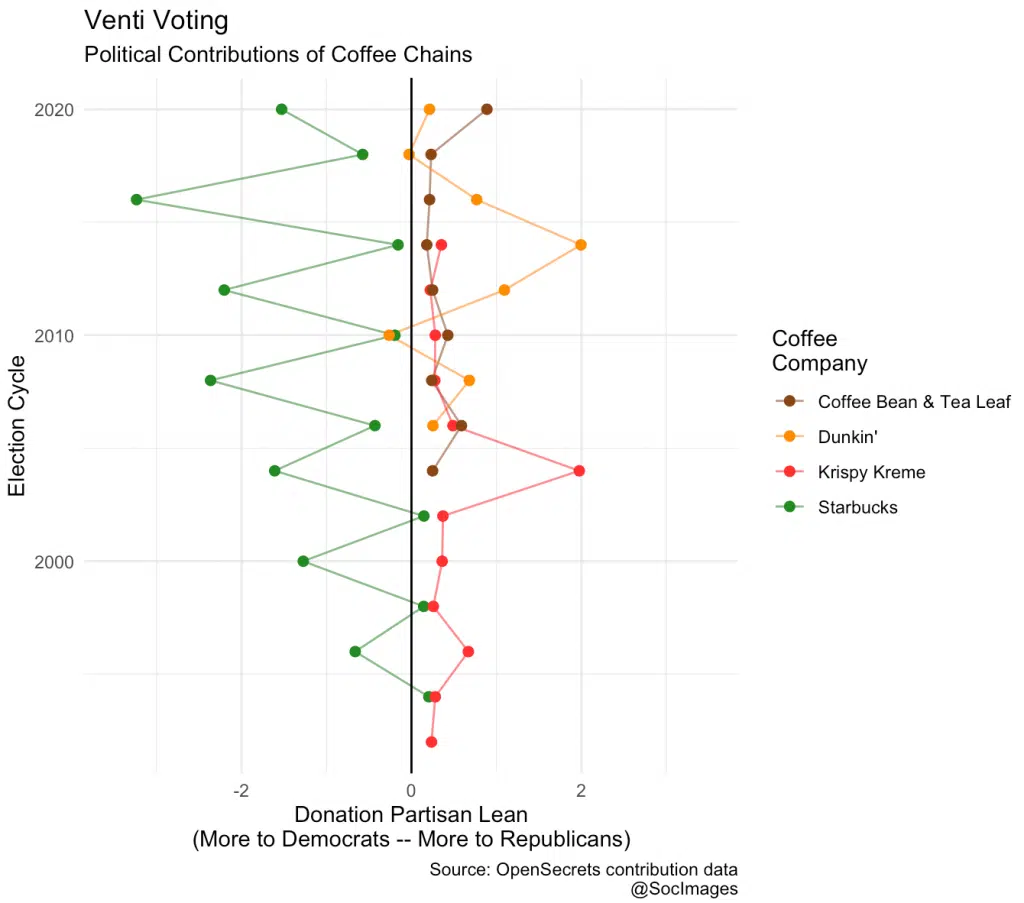 Venti Voting
Political Contributions of Coffee Chains
2020
2010
2000
Election Cycle
-2 0 2
Donation Partisan Lean
(More to Democrats -- More to Republicans)
Coffee
Company
Coffee Bean & Tea Leaf
Dunkin'
Krispy Kreme
Starbucks
Source: OpenSecrets contribution data
@SocImages